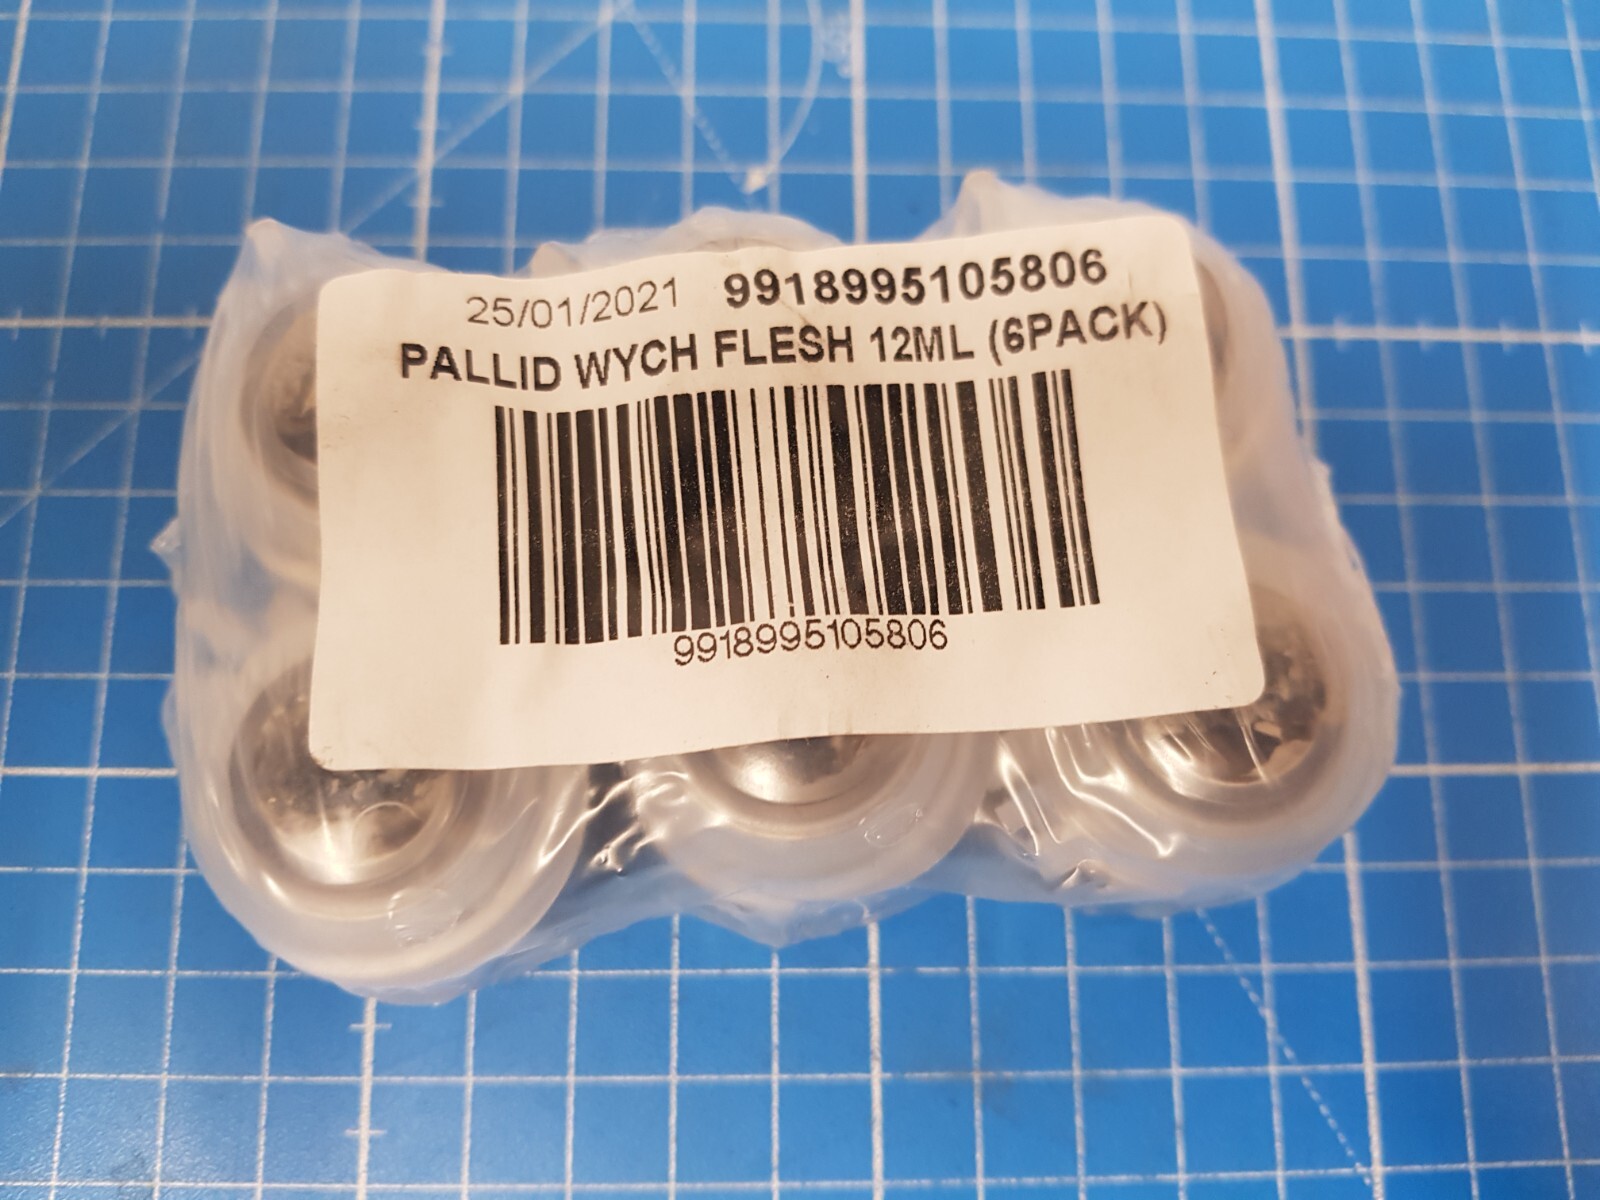 25/01/2021 9918995105806
PALLID WYCH FLESH 12ML (6PACK)
9918995105806